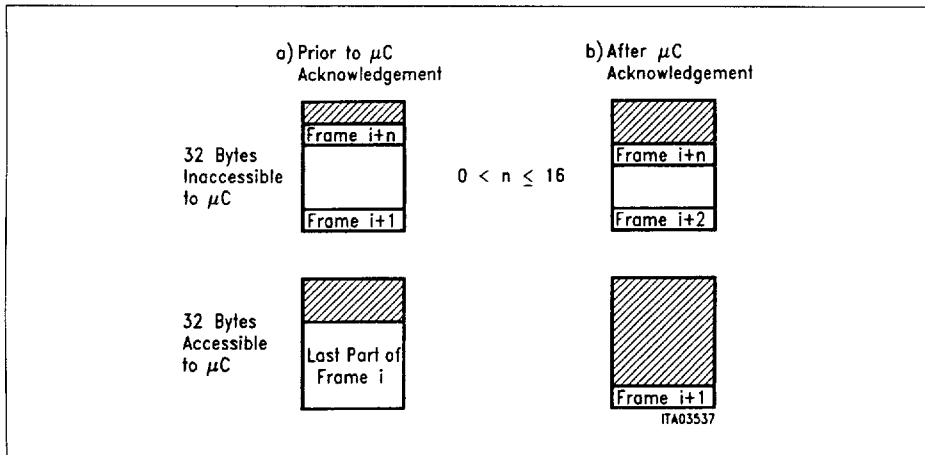 a) Prior to μC
Acknowledgement
b) After μC
Acknowledgement
32 Bytes
Inaccessible
to μC
Frame i+n
Frame i+1
0 < n ≤ 16
Frame i+n
Frame i+2
32 Bytes
Accessible
to μC
Last Part of
Frame i
Frame i+1
ITA03537